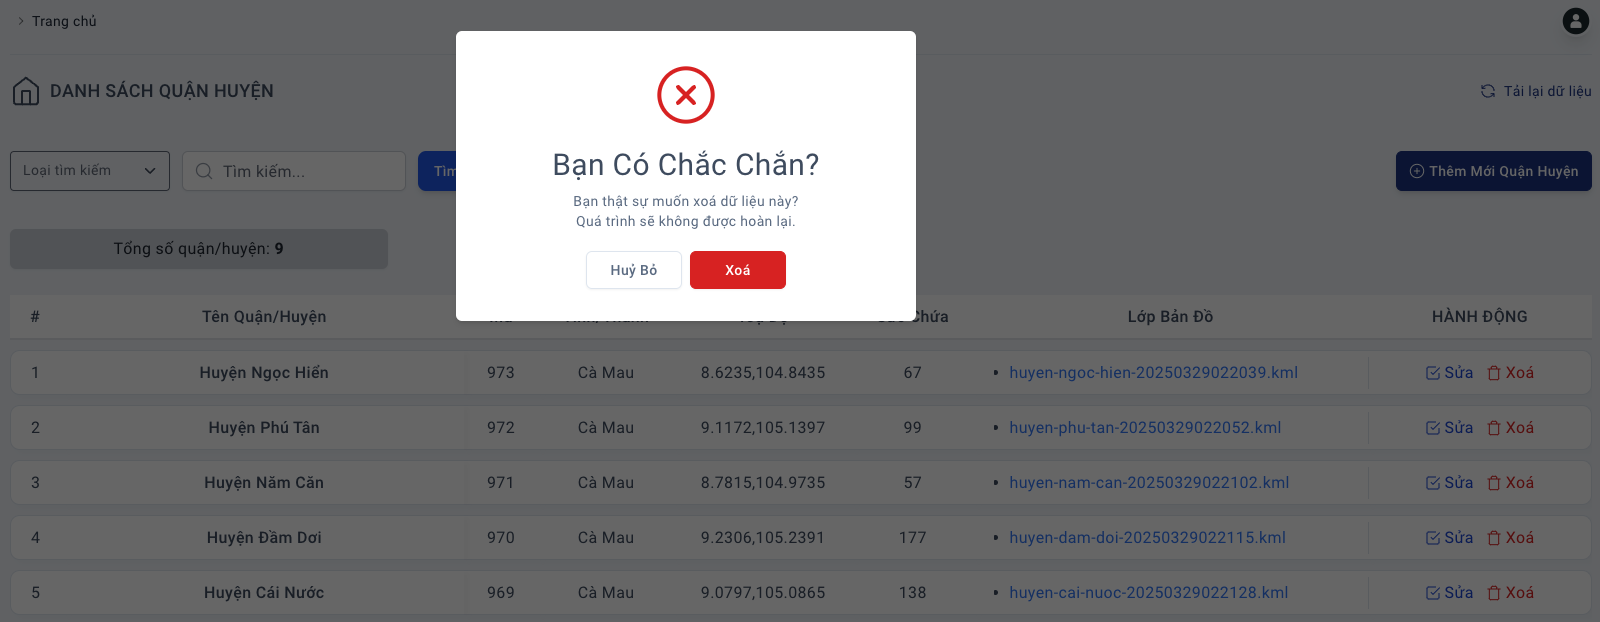 Trang chủ
DANH SÁCH QUẬN HUYỆN
Tải lại dữ liệu
Loại tìm kiếm
Tìm kiếm...
Thêm Mới Quận Huyện
Tổng số quận/huyện: 9
Bạn Có Chắc Chắn?
Bạn thật sự muốn xoá dữ liệu này?
Quá trình sẽ không được hoàn lại.
Huỷ Bỏ Xoá
# Tên Quận/Huyện Chứa Lớp Bản Đồ HÀNH ĐỘNG
1 Huyện Ngọc Hiển 973 Cà Mau 8.6235,104.8435 67 • huyen-ngoc-hien-20250329022039.kml Sửa Xoá
2 Huyện Phú Tân 972 Cà Mau 9.1172,105.1397 99 • huyen-phu-tan-20250329022052.kml Sửa Xoá
3 Huyện Năm Căn 971 Cà Mau 8.7815,104.9735 57 • huyen-nam-can-20250329022102.kml Sửa Xoá
4 Huyện Đầm Dơi 970 Cà Mau 9.2306,105.2391 177 • huyen-dam-doi-20250329022115.kml Sửa Xoá
5 Huyện Cái Nước 969 Cà Mau 9.0797,105.0865 138 • huyen-cai-nuoc-20250329022128.kml Sửa Xoá